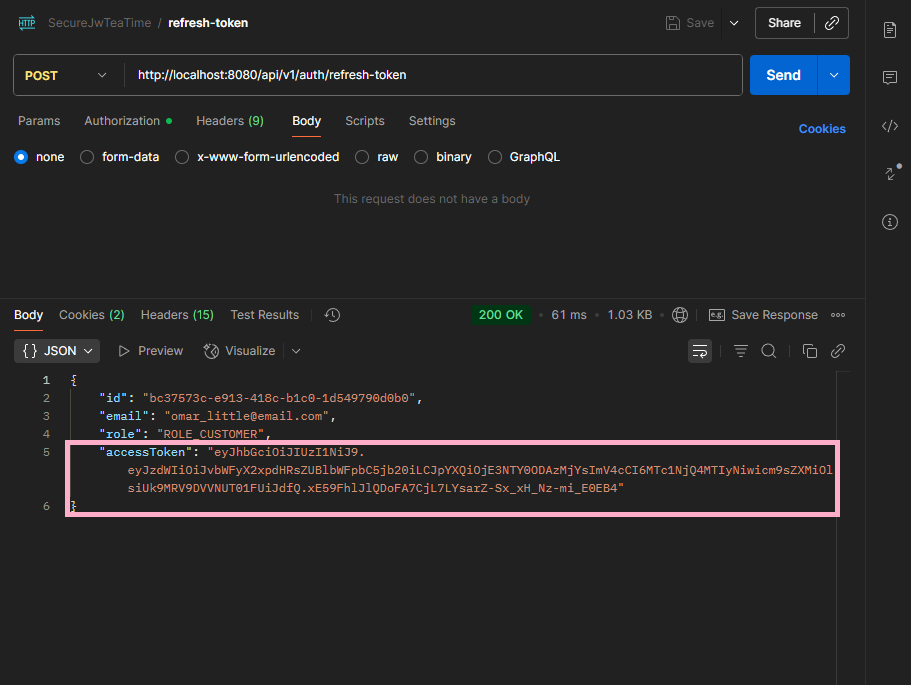 HTTP SecureJwTeaTime / refresh-token Save Share
POST http://localhost:8080/api/v1/auth/refresh-token Send
Params Authorization Headers (9) Body Scripts Settings Cookies
none form-data x-www-form-urlencoded raw binary GraphQL
This request does not have a body
Body Cookies (2) Headers (15) Test Results 200 OK • 61 ms • 1.03 KB e.g. Save Response
{} JSON Preview Visualize
1 {
2 "id": "bc37573c-e913-418c-b1c0-1d549790d0b0",
3 "email": "omar_little@email.com",
4 "role": "ROLE_CUSTOMER",
5 "accessToken": "eyJhbGciOiJIUzI1NiJ9.
eyJzdWIiOiJvbWFyX2xpdHRsZUBlbWFpbC5jb20iLCJpYXQiOjE3NTY0ODAzMjYsImV4cCI6MTc1NjQ4MTIyNiwicm9sZXMiOl
siUk9MRV9DVVNUT01FUiJdfQ.xE59FhlJlQDoFA7CjL7LYsarZ-Sx_xH_Nz-mi_E0EB4"
6 }